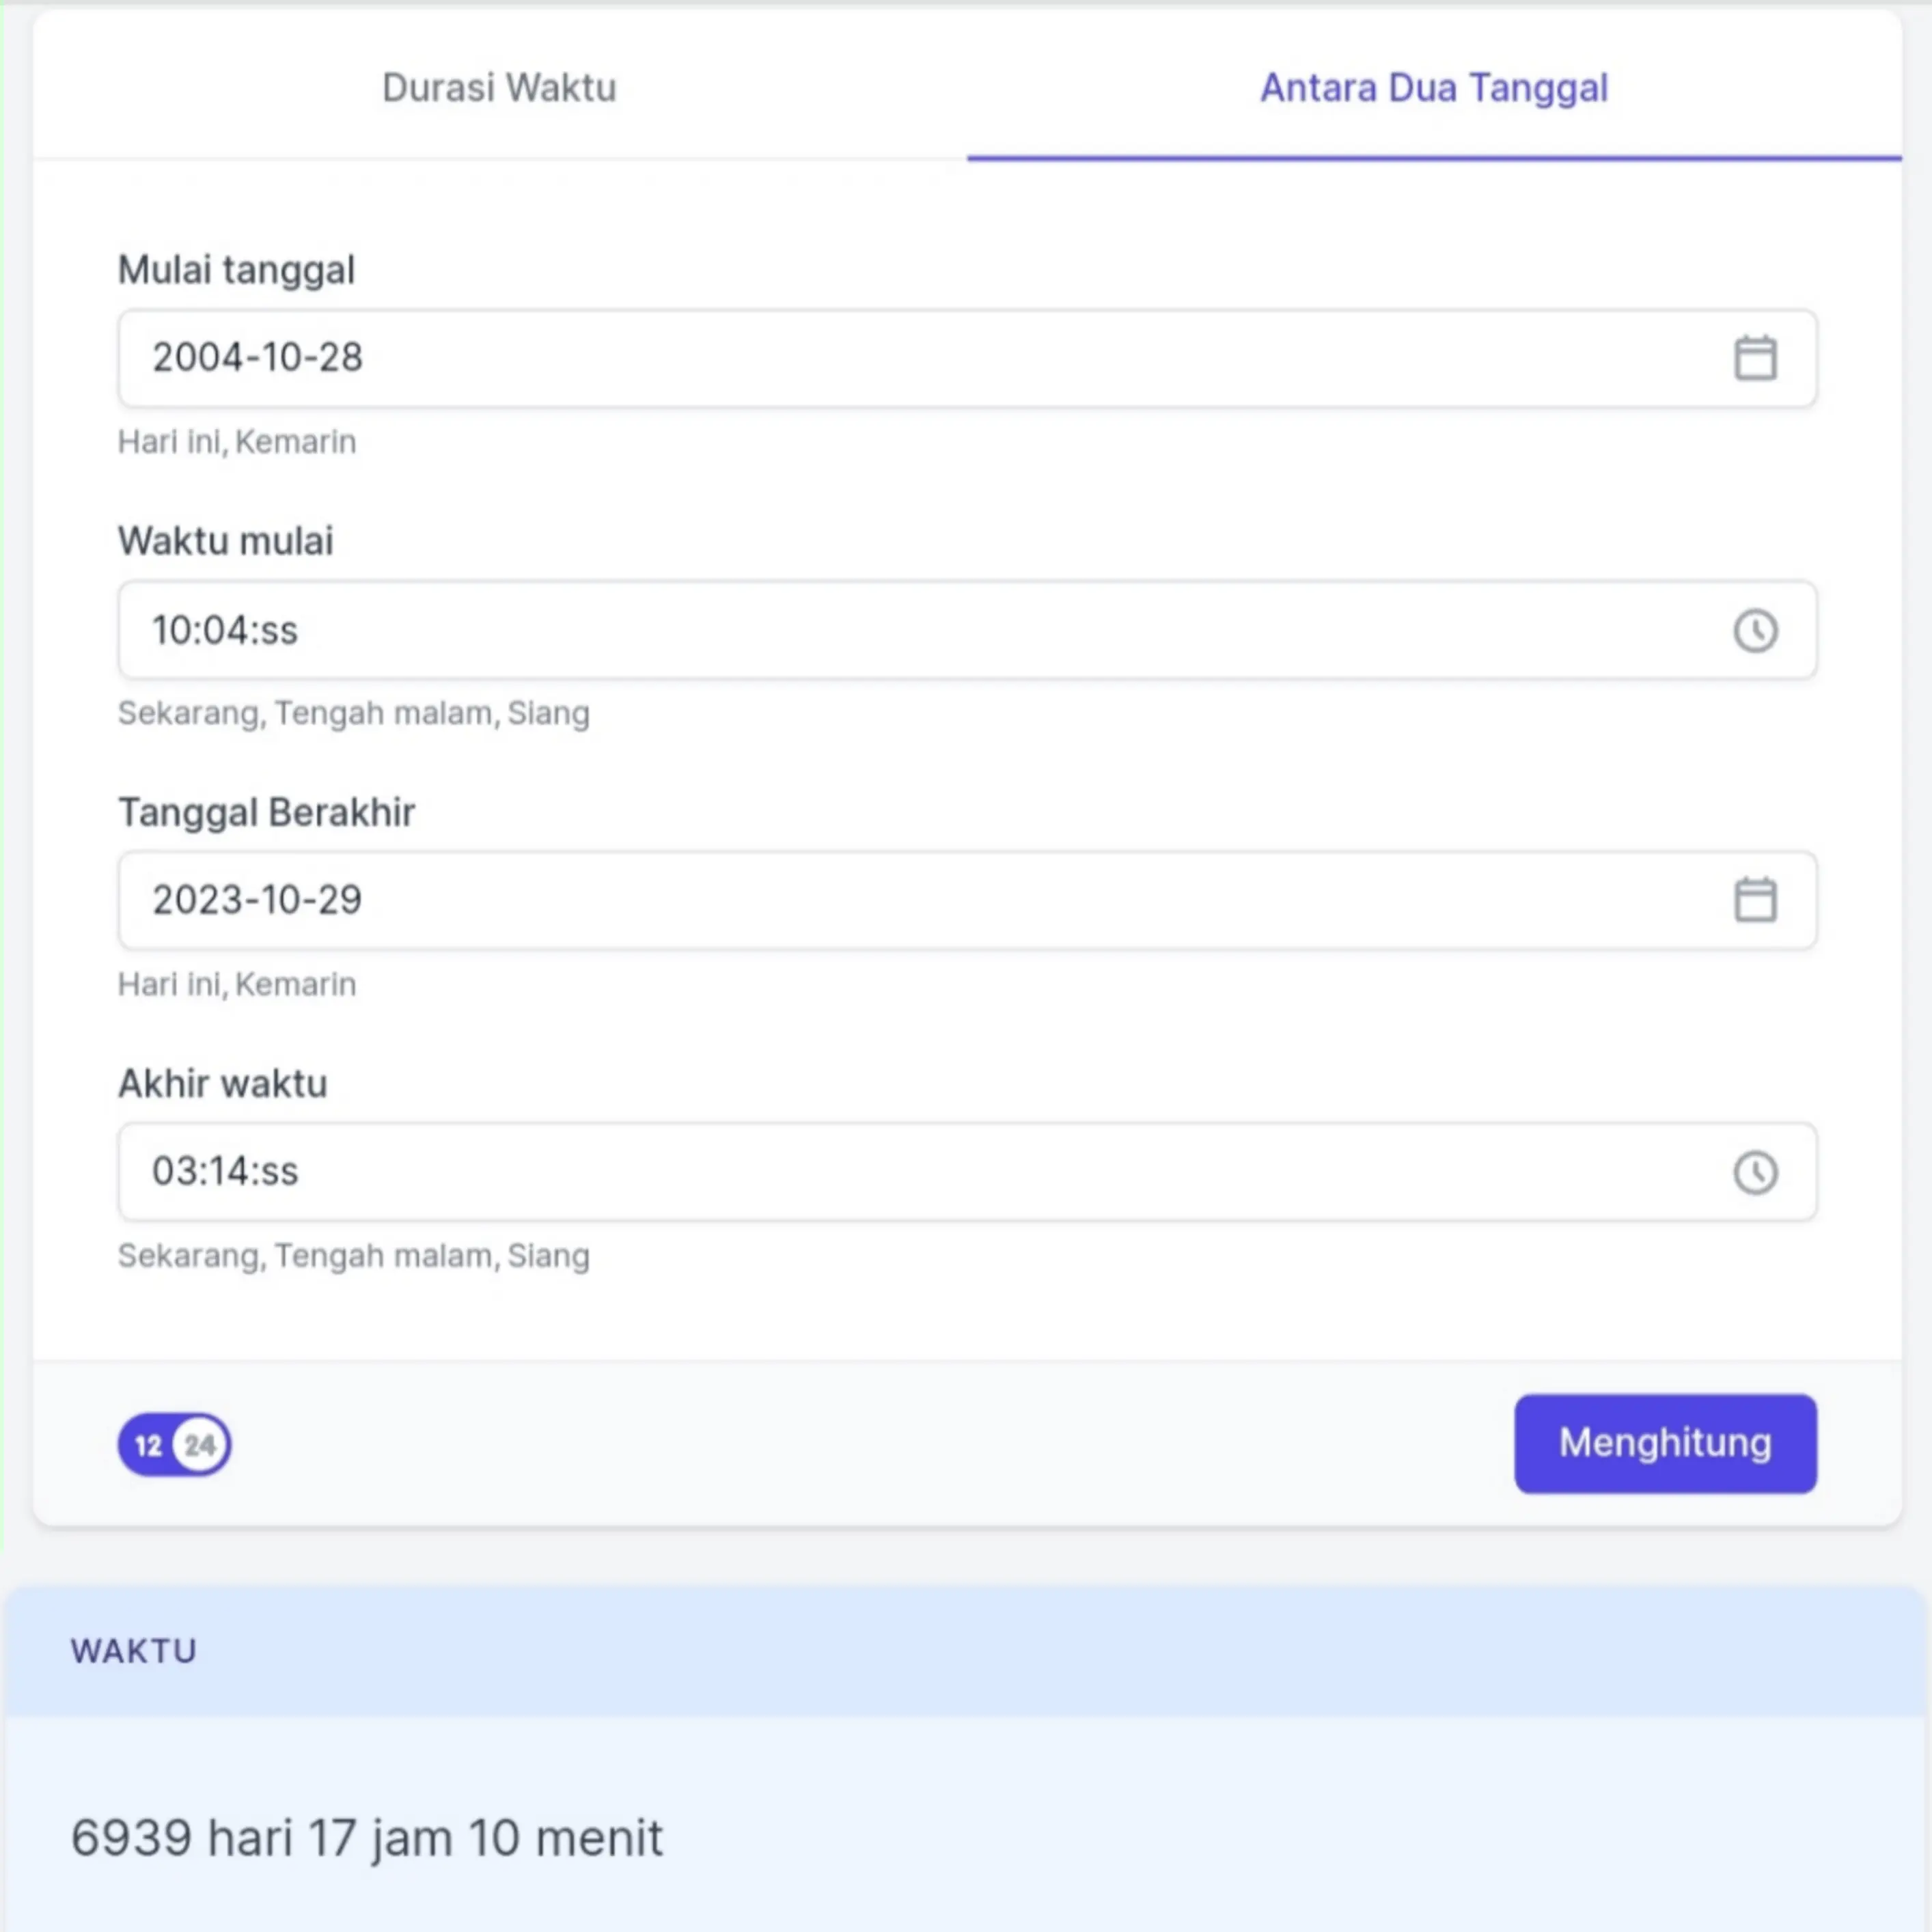 Durasi Waktu
Antara Dua Tanggal
Mulai tanggal
2004-10-28
Hari ini, Kemarin
Waktu mulai
10:04:ss
Sekarang, Tengah malam, Siang
Tanggal Berakhir
2023-10-29
Hari ini, Kemarin
Akhir waktu
03:14:ss
Sekarang, Tengah malam, Siang
12 24
Menghitung
WAKTU
6939 hari 17 jam 10 menit